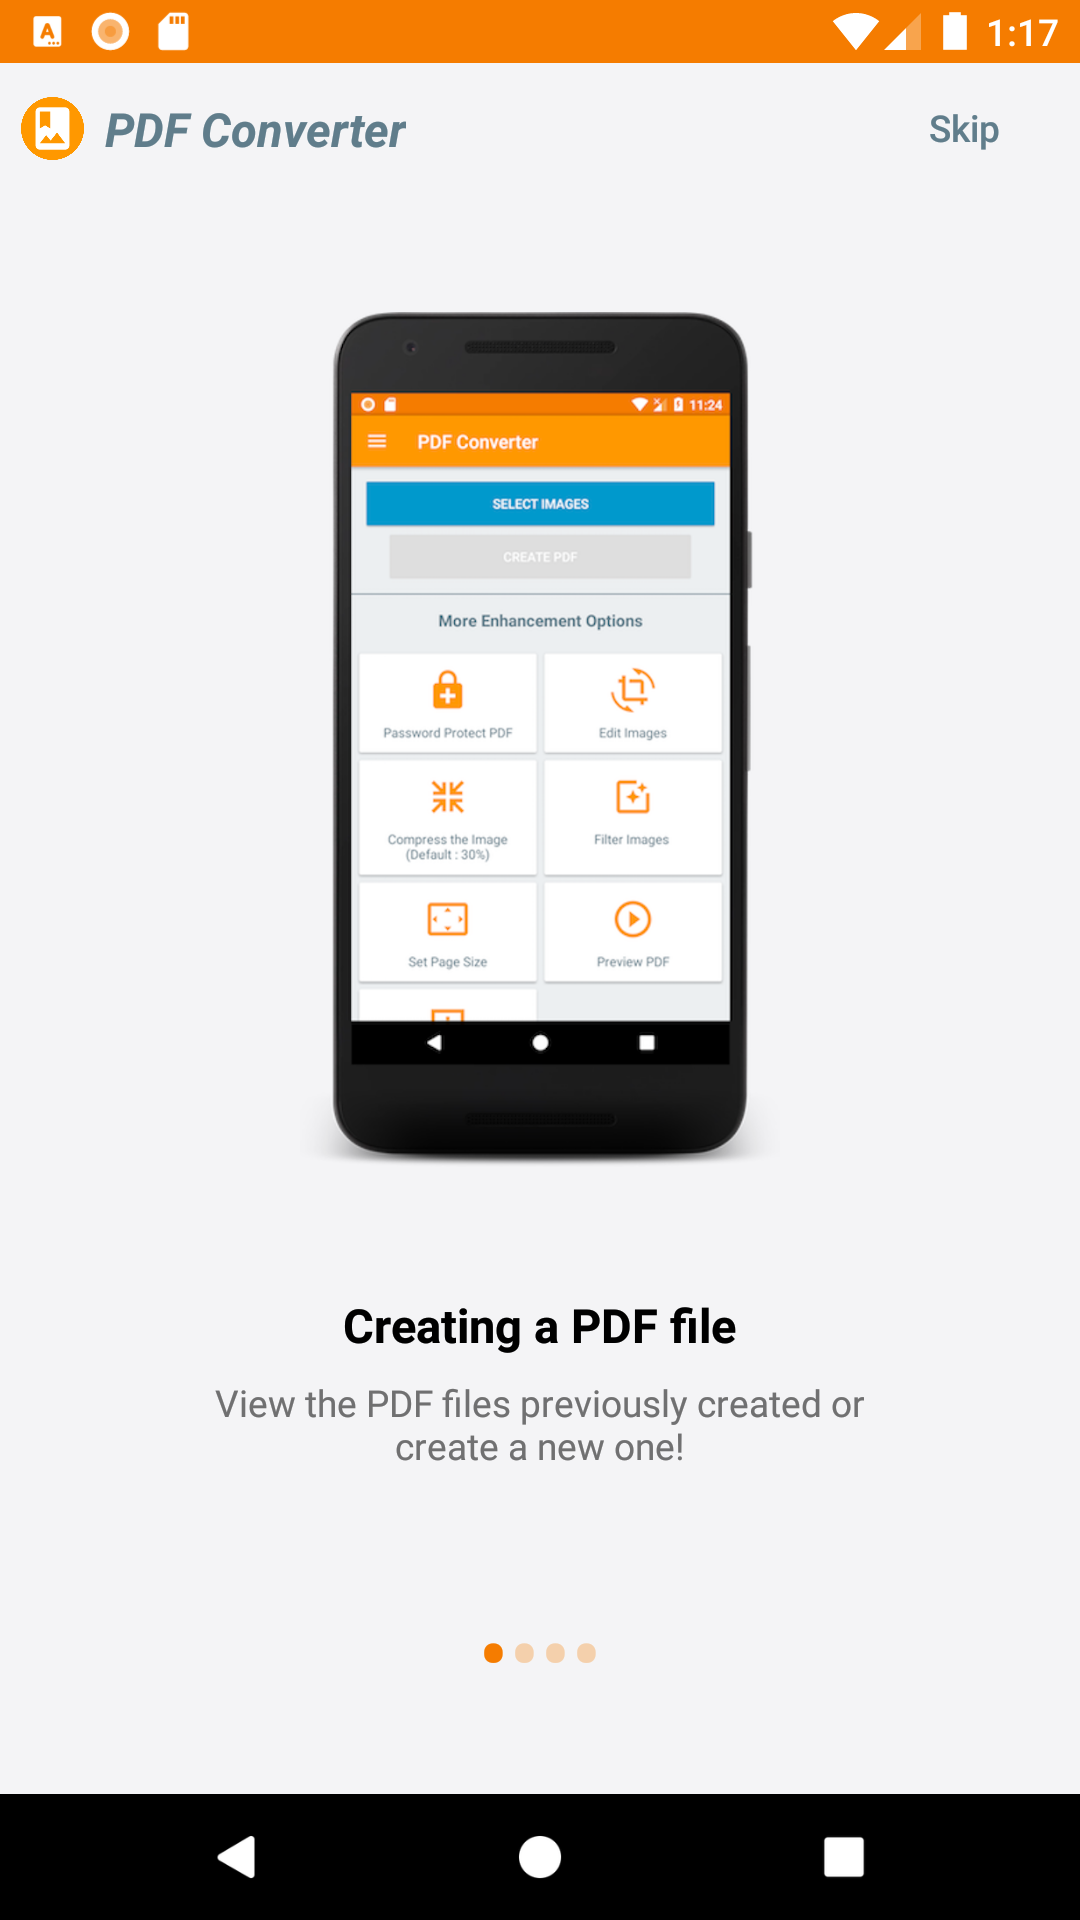 1:17
PDF Converter
Skip
11:24
PDF Converter
SELECT IMAGES
CREATE PDF
More Enhancement Options
Password Protect PDF
Edit Images
Compress the Image
(Default : 30%)
Filter Images
Set Page Size
Preview PDF
Creating a PDF file
View the PDF files previously created or
create a new one!